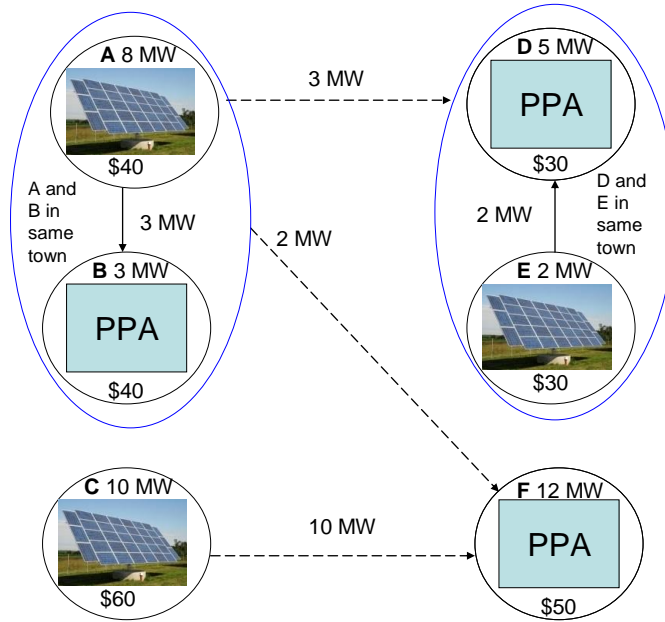 A 8 MW
$40
A and
B in
same
town
3 MW
B 3 MW
PPA
$40
3 MW
2 MW
D 5 MW
PPA
$30
D and
E in
same
town
2 MW
E 2 MW
$30
C 10 MW
$60
10 MW
F 12 MW
PPA
$50